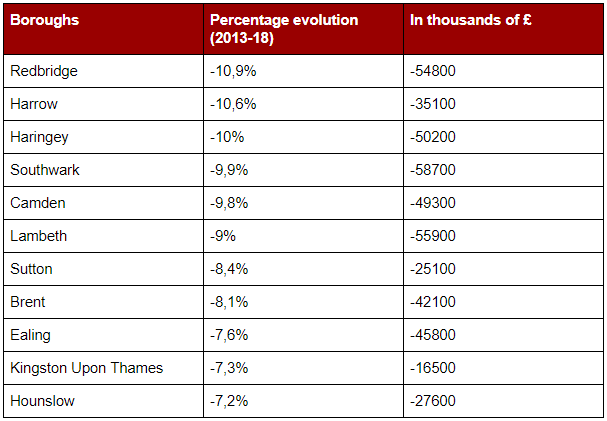 Boroughs Percentage evolution In thousands of £
(2013-18)
Redbridge -10,9% -54800
Harrow -10,6% -35100
Haringey -10% -50200
Southwark -9,9% -58700
Camden -9,8% -49300
Lambeth -9% -55900
Sutton -8,4% -25100
Brent -8,1% -42100
Ealing -7,6% -45800
Kingston Upon Thames -7,3% -16500
Hounslow -7,2% -27600